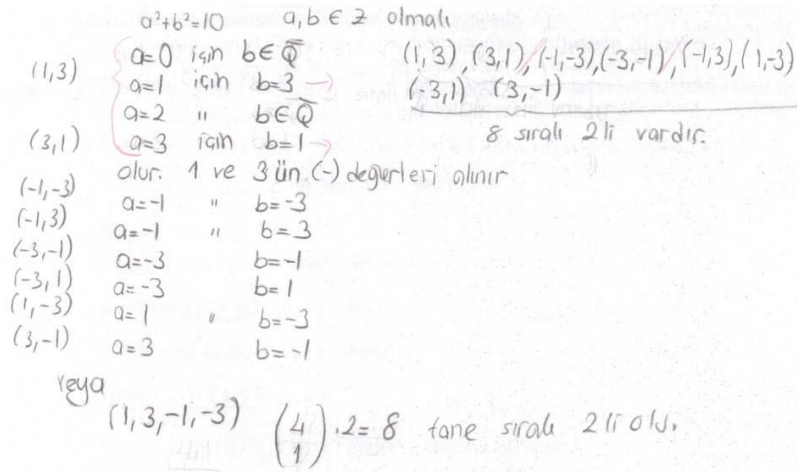 a²+b²=10   a,b ∈ Z olmalı
a=0 için b∈Q̄
(1,3) a=1 için b=3 →
a=2 " b∈Q̄
(3,1) a=3 için b=1 →
(1,3), (3,1), (-1,-3), (-3,-1), (-1,3), (1,-3)
(-3,1) (3,-1)
8 sıralı 2li vardır.
olur. 1 ve 3 ün (-) değerleri alınır
(-1,-3) a=-1 " b=-3
(-1,3) a=-1 " b=3
(-3,-1) a=-3 b=-1
(-3,1) a=-3 b=1
(1,-3) a=1 " b=-3
(3,-1) a=3 b=-1
veya
(1,3,-1,-3) (4 1).2=8 tane sıralı 2li olur.